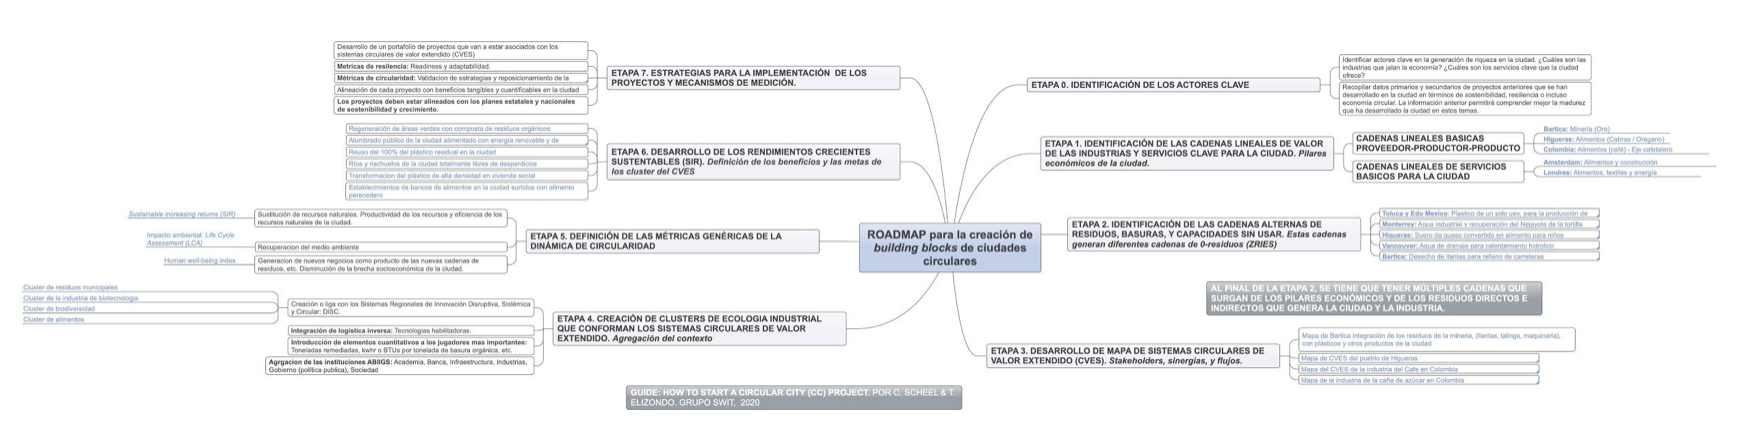 ROADMAP para la creación de
building blocks de ciudades
circulares
ETAPA 0. IDENTIFICACIÓN DE LOS ACTORES CLAVE
Identificar actores clave en la generación de riqueza en la ciudad. ¿Cuáles son las
industrias que jalan la economía? ¿Cuáles son los servicios clave que la ciudad
ofrece?
Recopilar datos primarios y secundarios de proyectos anteriores que se han
desarrollado en la ciudad en términos de sostenibilidad, resiliencia o incluso
economía circular. La información anterior permitirá comprender mejor la madurez
que ha desarrollado la ciudad en estos temas.
ETAPA 1. IDENTIFICACIÓN DE LAS CADENAS LINEALES DE VALOR
DE LAS INDUSTRIAS Y SERVICIOS CLAVE PARA LA CIUDAD. Pilares
económicos de la ciudad.
CADENAS LINEALES BASICAS
PROVEEDOR-PRODUCTOR-PRODUCTO
Bartica: Minería (Oro)
Higueras: Alimentos (Cabras / Oregano)
Colombia: Alimentos (café) - Eje cafetalero
CADENAS LINEALES DE SERVICIOS
BASICOS PARA LA CIUDAD
Amsterdam: Alimentos y construcción
Londres: Alimentos, textiles y energía
ETAPA 2. IDENTIFICACIÓN DE LAS CADENAS ALTERNAS DE
RESIDUOS, BASURAS, Y CAPACIDADES SIN USAR. Estas cadenas
generan diferentes cadenas de 0-residuos (ZRIES)
Toluca y Edo Mexico: Plastico de un solo uso, para la producción de
Monterrey: Aqua Industrial y recuperación del Nejayote de la tortilla
Higueras: Suero de queso convertido en alimento para niños
Vancouver: Aqua de drenaje para calentamiento hidrolico
Bartica: Desecho de llantas para relleno de carreteras
AL FINAL DE LA ETAPA 2, SE TIENE QUE TENER MÚLTIPLES CADENAS QUE
SURGAN DE LOS PILARES ECONÓMICOS Y DE LOS RESIDUOS DIRECTOS E
INDIRECTOS QUE GENERA LA CIUDAD Y LA INDUSTRIA.
ETAPA 3. DESARROLLO DE MAPA DE SISTEMAS CIRCULARES DE
VALOR EXTENDIDO (CVES). Stakeholders, sinergias, y flujos.
Mapa de Bartica integración de los residuos de la mineria, (llantas, talings, maquinaria),
con plásticos y otros productos de la ciudad
Mapa de CVES del pueblo de Higueras
Mapa del CVES de la industria del Cafe en Colombia
Mapa de la industria de la caña de azúcar en Colombia
ETAPA 7. ESTRATEGIAS PARA LA IMPLEMENTACIÓN DE LOS
PROYECTOS Y MECANISMOS DE MEDICIÓN.
Desarrollo de un portafolio de proyectos que van a estar asociados con los
sistemas circulares de valor extendido (CVES)
Metricas de resilencia: Readiness y adaptabilidad.
Métricas de circularidad: Validacion de estrategias y reposicionamiento de la
Alineación de cada proyecto con beneficios tangibles y cuantificables en la ciudad
Los proyectos deben estar alineados con los planes estatales y nacionales
de sostenibilidad y crecimiento.
ETAPA 6. DESARROLLO DE LOS RENDIMIENTOS CRECIENTES
SUSTENTABLES (SIR). Definición de los beneficios y las metas de
los cluster del CVES
Regeneración de áreas verdes con composta de residuos orgánicos
Alumbrado público de la ciudad alimentado con energía renovable y de
Reuso del 100% del plástico residual en la ciudad
Ríos y riachuelos de la ciudad totalmente libres de desperdicios
Transformacion del plástico de alta densidad en vivienda social
Establecimientos de bancos de alimentos en la ciudad surtidos con alimento
perecedero
ETAPA 5. DEFINICIÓN DE LAS MÉTRICAS GENÉRICAS DE LA
DINÁMICA DE CIRCULARIDAD
Sustitución de recursos naturales. Productividad de los recursos y eficiencia de los
recursos naturales de la ciudad.
Sustainable increasing returns (SIR)
Recuperacion del medio ambiente
Impacto ambiental: Life Cycle
Assessment (LCA)
Generacion de nuevos negocios como producto de las nuevas cadenas de
residuos, etc. Disminución de la brecha socioeconómica de la ciudad.
Human well-being index
ETAPA 4. CREACIÓN DE CLUSTERS DE ECOLOGIA INDUSTRIAL
QUE CONFORMAN LOS SISTEMAS CIRCULARES DE VALOR
EXTENDIDO. Agregación del contexto
Creación o liga con los Sistemas Regionales de Innovación Disruptiva, Sistémica
y Circular: DiSC.
Cluster de residuos municipales
Cluster de la industria de biotecnología
Cluster de biodiversidad
Cluster de alimentos
Integración de logística inversa: Tecnologias habilitadoras.
Introducción de elementos cuantitativos a los jugadores mas importantes:
Toneladas remediadas, kwhr o BTUs por tonelada de basura orgánica, etc.
Agrgacion de las instituciones ABIIGS: Academia, Banca, Infraestructura, Industrias,
Gobierno (politica publica), Sociedad
GUIDE: HOW TO START A CIRCULAR CITY (CC) PROJECT. POR C. SCHEEL & T.
ELIZONDO. GRUPO SWIT, 2020